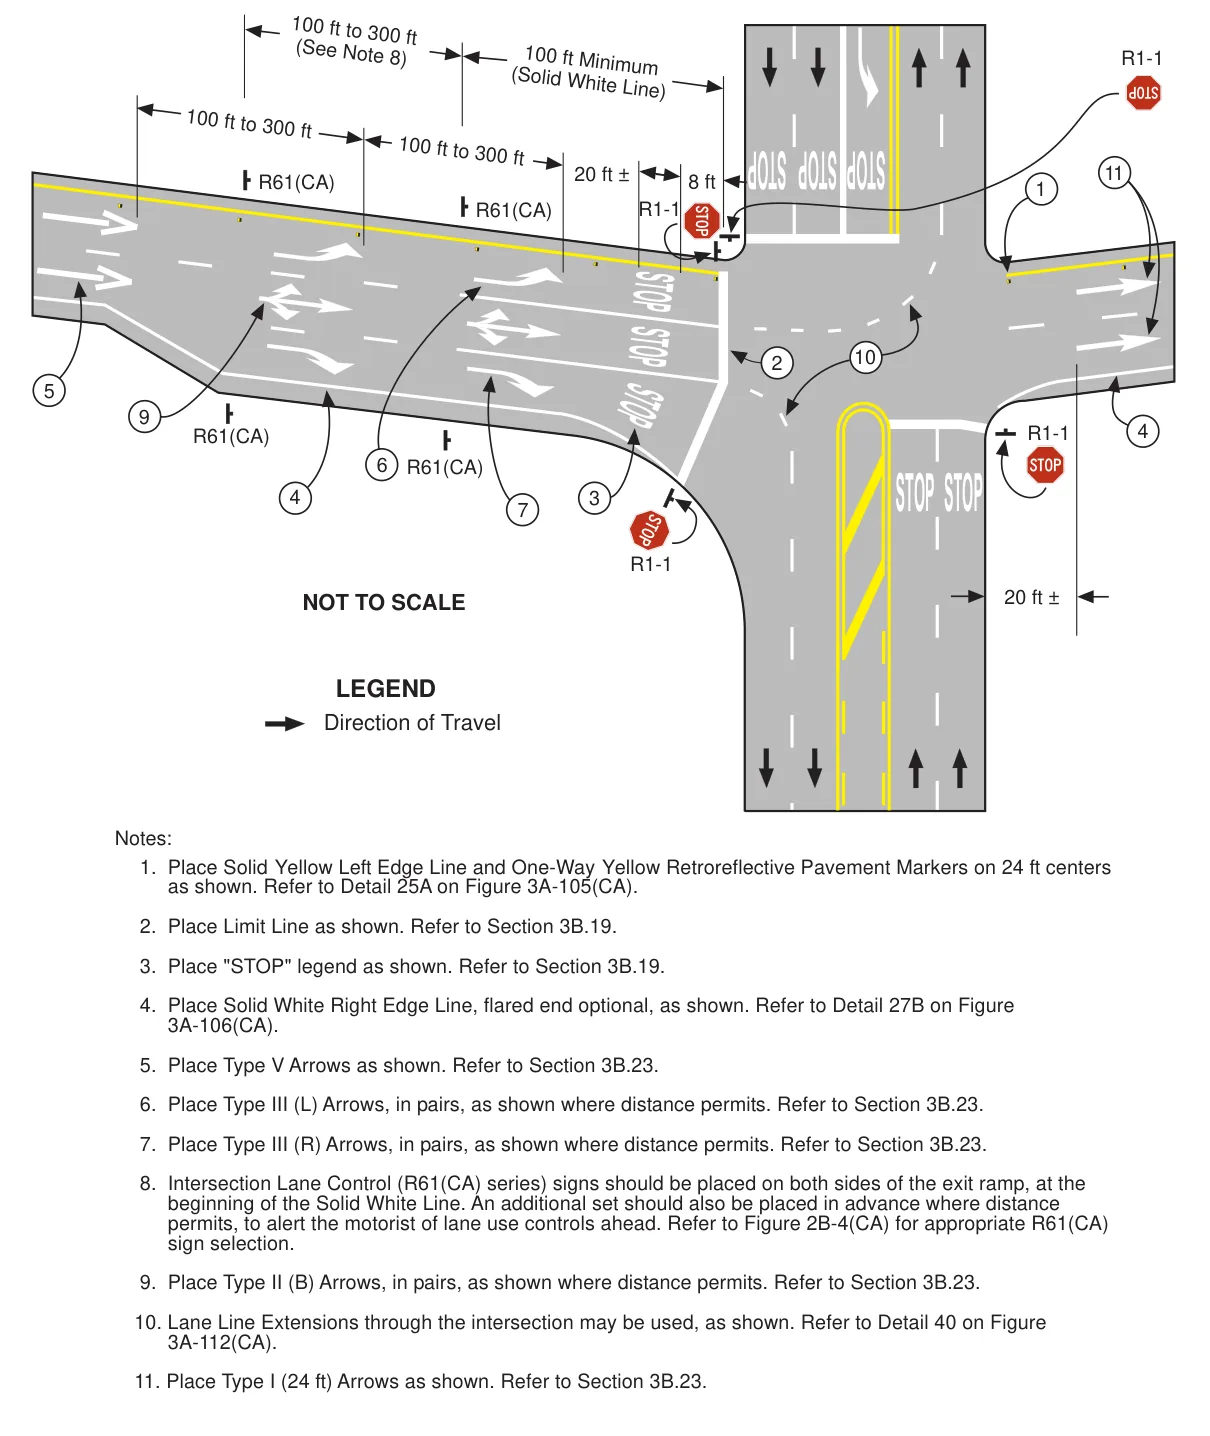 100 ft to 300 ft
(See Note 8)
100 ft Minimum
(Solid White Line)
R1-1
STOP
100 ft to 300 ft
100 ft to 300 ft
20 ft ±
8 ft
STOP STOP STOP
11
1
R61(CA)
R61(CA)
R1-1
STOP
STOP
STOP
STOP
2
10
5
9
6
4
R61(CA)
R61(CA)
4
3
7
R1-1
STOP
STOP STOP
STOP
R1-1
20 ft ±
NOT TO SCALE
LEGEND
Direction of Travel
Notes:
1. Place Solid Yellow Left Edge Line and One-Way Yellow Retroreflective Pavement Markers on 24 ft centers
as shown. Refer to Detail 25A on Figure 3A-105(CA).
2. Place Limit Line as shown. Refer to Section 3B.19.
3. Place "STOP" legend as shown. Refer to Section 3B.19.
4. Place Solid White Right Edge Line, flared end optional, as shown. Refer to Detail 27B on Figure
3A-106(CA).
5. Place Type V Arrows as shown. Refer to Section 3B.23.
6. Place Type III (L) Arrows, in pairs, as shown where distance permits. Refer to Section 3B.23.
7. Place Type III (R) Arrows, in pairs, as shown where distance permits. Refer to Section 3B.23.
8. Intersection Lane Control (R61(CA) series) signs should be placed on both sides of the exit ramp, at the
beginning of the Solid White Line. An additional set should also be placed in advance where distance
permits, to alert the motorist of lane use controls ahead. Refer to Figure 2B-4(CA) for appropriate R61(CA)
sign selection.
9. Place Type II (B) Arrows, in pairs, as shown where distance permits. Refer to Section 3B.23.
10. Lane Line Extensions through the intersection may be used, as shown. Refer to Detail 40 on Figure
3A-112(CA).
11. Place Type I (24 ft) Arrows as shown. Refer to Section 3B.23.